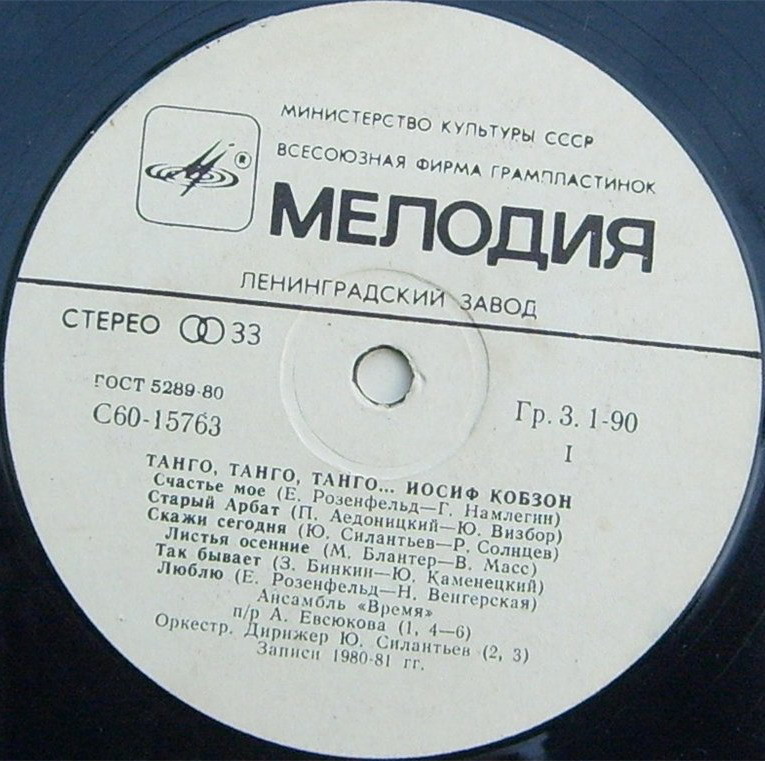 МИНИСТЕРСТВО КУЛЬТУРЫ СССР
ВСЕСОЮЗНАЯ ФИРМА ГРАМПЛАСТИНОК
®
МЕЛОДИЯ
ЛЕНИНГРАДСКИЙ ЗАВОД
СТЕРЕО 33
ГОСТ 5289-80
С60-15763
Гр. 3. 1-90
I
ТАНГО, ТАНГО, ТАНГО... ИОСИФ КОБЗОН
Счастье мое (Е. Розенфельд—Г. Намлегин)
Старый Арбат (П. Аедоницкий—Ю. Визбор)
Скажи сегодня (Ю. Силантьев—Р. Солнцев)
Листья осенние (М. Блантер—В. Масс)
Так бывает (З. Бинкин—Ю. Каменецкий)
Люблю (Е. Розенфельд—Н. Венгерская)
Ансамбль «Время»
п/р А. Евсюкова (1, 4—6)
Оркестр. Дирижер Ю. Силантьев (2, 3)
Записи 1980-81 гг.